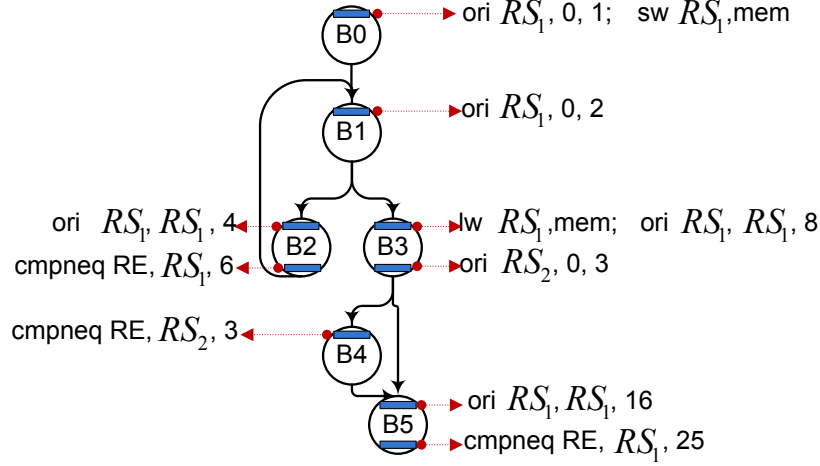 B0
ori RS₁, 0, 1; sw RS₁,mem
B1
ori RS₁, 0, 2
ori RS₁, RS₁, 4
B2
cmpneq RE, RS₁, 6
B3
lw RS₁,mem; ori RS₁, RS₁, 8
ori RS₂, 0, 3
cmpneq RE, RS₂, 3
B4
B5
ori RS₁, RS₁, 16
cmpneq RE, RS₁, 25